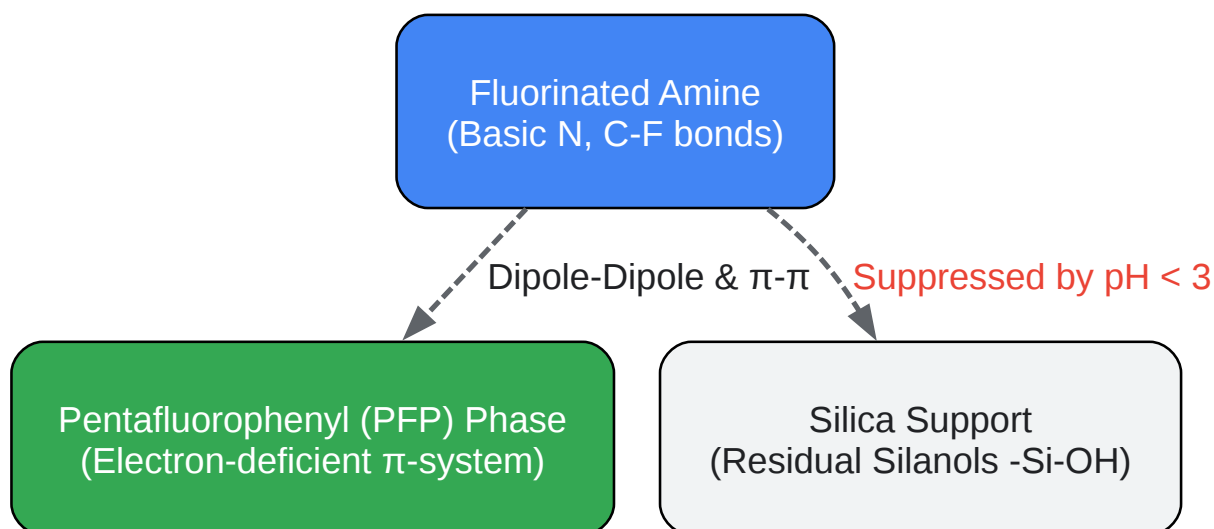 Fluorinated Amine
(Basic N, C-F bonds)
Dipole-Dipole & π-π
Suppressed by pH < 3
Pentafluorophenyl (PFP) Phase
(Electron-deficient π-system)
Silica Support
(Residual Silanols -Si-OH)